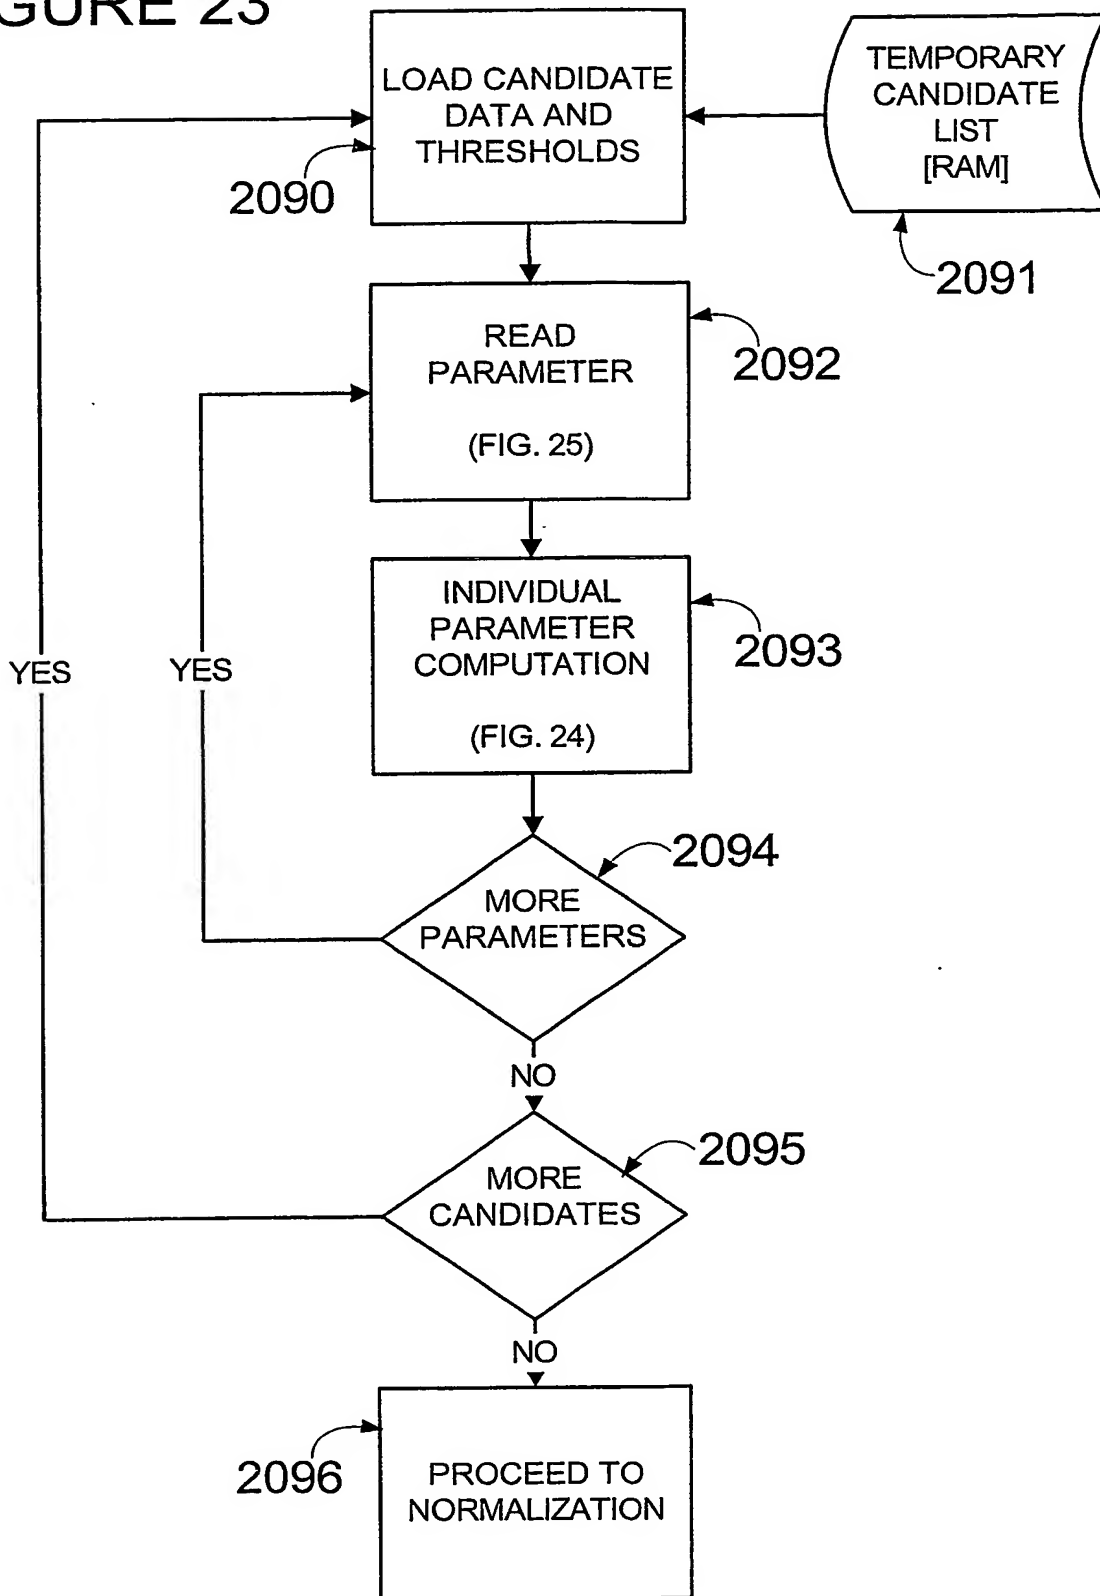 GURE 23
LOAD CANDIDATE
DATA AND
THRESHOLDS
TEMPORARY
CANDIDATE
LIST
[RAM]
2090
2091
READ
PARAMETER
(FIG. 25)
2092
INDIVIDUAL
PARAMETER
COMPUTATION
(FIG. 24)
2093
YES
YES
2094
MORE
PARAMETERS
NO
2095
MORE
CANDIDATES
NO
2096
PROCEED TO
NORMALIZATION